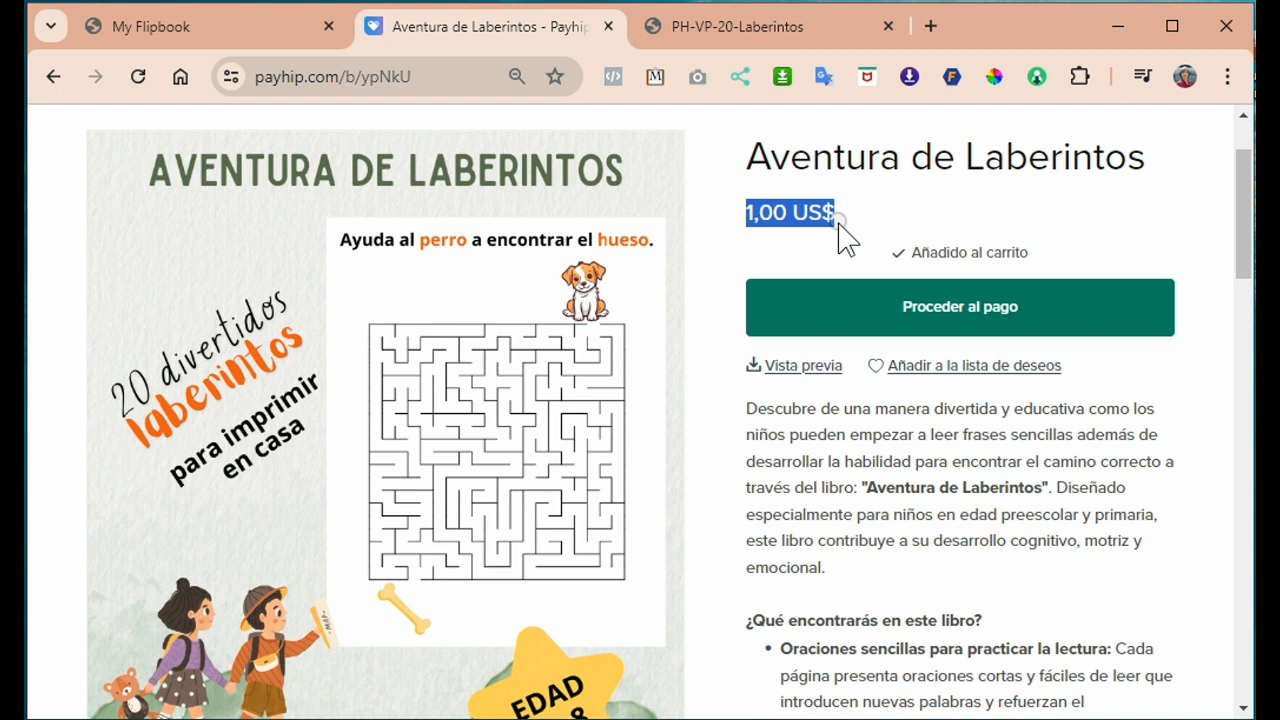 My Flipbook
Aventura de Laberintos - Payhip
PH-VP-20-Laberintos
payhip.com/b/ypNkU
AVENTURA DE LABERINTOS
Ayuda al perro a encontrar el hueso.
20 divertidos
laberintos
para imprimir
en casa
MAP
EDAD
8
Aventura de Laberintos
1,00 US$
Añadido al carrito
Proceder al pago
Vista previa
Añadir a la lista de deseos
Descubre de una manera divertida y educativa como los
niños pueden empezar a leer frases sencillas además de
desarrollar la habilidad para encontrar el camino correcto a
través del libro: "Aventura de Laberintos". Diseñado
especialmente para niños en edad preescolar y primaria,
este libro contribuye a su desarrollo cognitivo, motriz y
emocional.
¿Qué encontrarás en este libro?
• Oraciones sencillas para practicar la lectura: Cada
página presenta oraciones cortas y fáciles de leer que
introducen nuevas palabras y refuerzan el